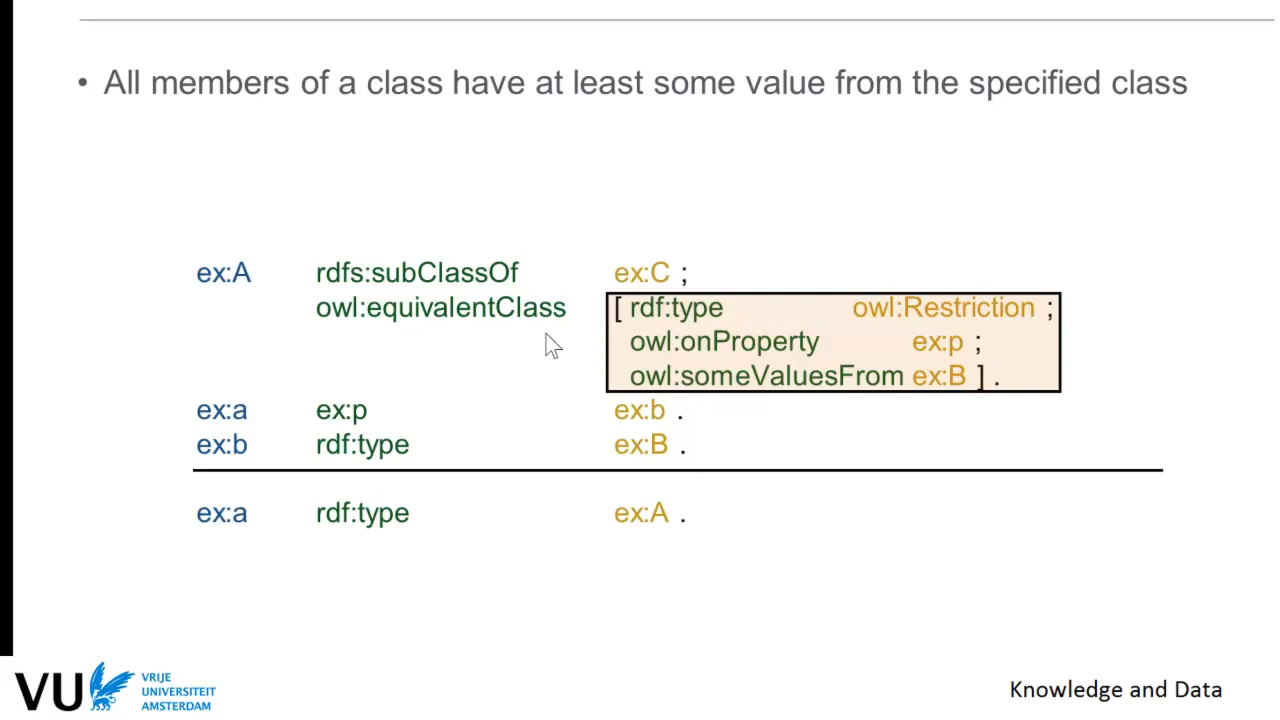 • All members of a class have at least some value from the specified class
ex:A rdfs:subClassOf ex:C ;
owl:equivalentClass [ rdf:type owl:Restriction ;
owl:onProperty ex:p ;
owl:someValuesFrom ex:B ] .
ex:a ex:p ex:b .
ex:b rdf:type ex:B .
ex:a rdf:type ex:A .
VU VRIJE
UNIVERSITEIT
AMSTERDAM
Knowledge and Data